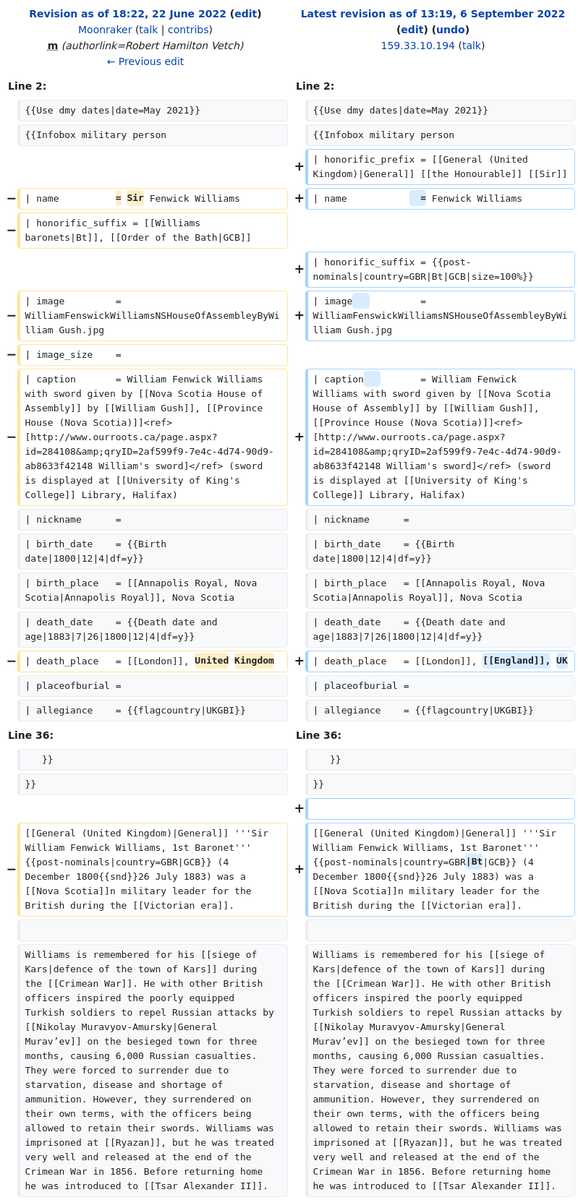 Revision as of 18:22, 22 June 2022 (edit)
Moonraker (talk | contribs)
m (authorlink=Robert Hamilton Vetch)
← Previous edit
Latest revision as of 13:19, 6 September 2022
(edit) (undo)
159.33.10.194 (talk)
Line 2:
Line 2:
{{Use dmy dates|date=May 2021}}
{{Use dmy dates|date=May 2021}}
{{Infobox military person
{{Infobox military person
+ | honorific_prefix = [[General (United
Kingdom)|General]] [[the Honourable]] [[Sir]]
− | name = Sir Fenwick Williams
+ | name = Fenwick Williams
− | honorific_suffix = [[Williams
baronets|Bt]], [[Order of the Bath|GCB]]
+ | honorific_suffix = {{post-
nominals|country=GBR|Bt|GCB|size=100%}}
− | image =
WilliamFenswickWilliamsNSHouseOfAssemblyByWi
lliam Gush.jpg
+ | image =
WilliamFenswickWilliamsNSHouseOfAssemblyByWi
lliam Gush.jpg
− | image_size =
− | caption = William Fenwick Williams
with sword given by [[Nova Scotia House of
Assembly]] by [[William Gush]], [[Province
House (Nova Scotia)]]<ref>
[http://www.ourroots.ca/page.aspx?
id=284108&amp;qryID=2af599f9-7e4c-4d74-90d9-
ab8633f42148 William's sword]</ref> (sword
is displayed at [[University of King's
College]] Library, Halifax)
+ | caption = William Fenwick
Williams with sword given by [[Nova Scotia
House of Assembly]] by [[William Gush]],
[[Province House (Nova Scotia)]]<ref>
[http://www.ourroots.ca/page.aspx?
id=284108&amp;qryID=2af599f9-7e4c-4d74-90d9-
ab8633f42148 William's sword]</ref> (sword
is displayed at [[University of King's
College]] Library, Halifax)
| nickname =
| nickname =
| birth_date = {{Birth
date|1800|12|4|df=y}}
| birth_date = {{Birth
date|1800|12|4|df=y}}
| birth_place = [[Annapolis Royal, Nova
Scotia|Annapolis Royal]], Nova Scotia
| birth_place = [[Annapolis Royal, Nova
Scotia|Annapolis Royal]], Nova Scotia
| death_date = {{Death date and
age|1883|7|26|1800|12|4|df=y}}
| death_date = {{Death date and
age|1883|7|26|1800|12|4|df=y}}
− | death_place = [[London]], United Kingdom
+ | death_place = [[London]], [[England]], UK
| placeofburial =
| placeofburial =
| allegiance = {{flagcountry|UKGBI}}
| allegiance = {{flagcountry|UKGBI}}
Line 36:
Line 36:
}}
}}
}}
}}
+
− [[General (United Kingdom)|General]] '''Sir
William Fenwick Williams, 1st Baronet'''
{{post-nominals|country=GBR|GCB}} (4
December 1800{{snd}}26 July 1883) was a
[[Nova Scotia]]n military leader for the
British during the [[Victorian era]].
+ [[General (United Kingdom)|General]] '''Sir
William Fenwick Williams, 1st Baronet'''
{{post-nominals|country=GBR|Bt|GCB}} (4
December 1800{{snd}}26 July 1883) was a
[[Nova Scotia]]n military leader for the
British during the [[Victorian era]].
Williams is remembered for his [[siege of
Kars|defence of the town of Kars]] during
the [[Crimean War]]. He with other British
officers inspired the poorly equipped
Turkish soldiers to repel Russian attacks by
[[Nikolay Muravyov-Amursky|General
Murav’ev]] on the besieged town for three
months, causing 6,000 Russian casualties.
They were forced to surrender due to
starvation, disease and shortage of
ammunition. However, they surrendered on
their own terms, with the officers being
allowed to retain their swords. Williams was
imprisoned at [[Ryazan]], but he was treated
very well and released at the end of the
Crimean War in 1856. Before returning home
he was introduced to [[Tsar Alexander II]].
Williams is remembered for his [[siege of
Kars|defence of the town of Kars]] during
the [[Crimean War]]. He with other British
officers inspired the poorly equipped
Turkish soldiers to repel Russian attacks by
[[Nikolay Muravyov-Amursky|General
Murav’ev]] on the besieged town for three
months, causing 6,000 Russian casualties.
They were forced to surrender due to
starvation, disease and shortage of
ammunition. However, they surrendered on
their own terms, with the officers being
allowed to retain their swords. Williams was
imprisoned at [[Ryazan]], but he was treated
very well and released at the end of the
Crimean War in 1856. Before returning home
he was introduced to [[Tsar Alexander II]].